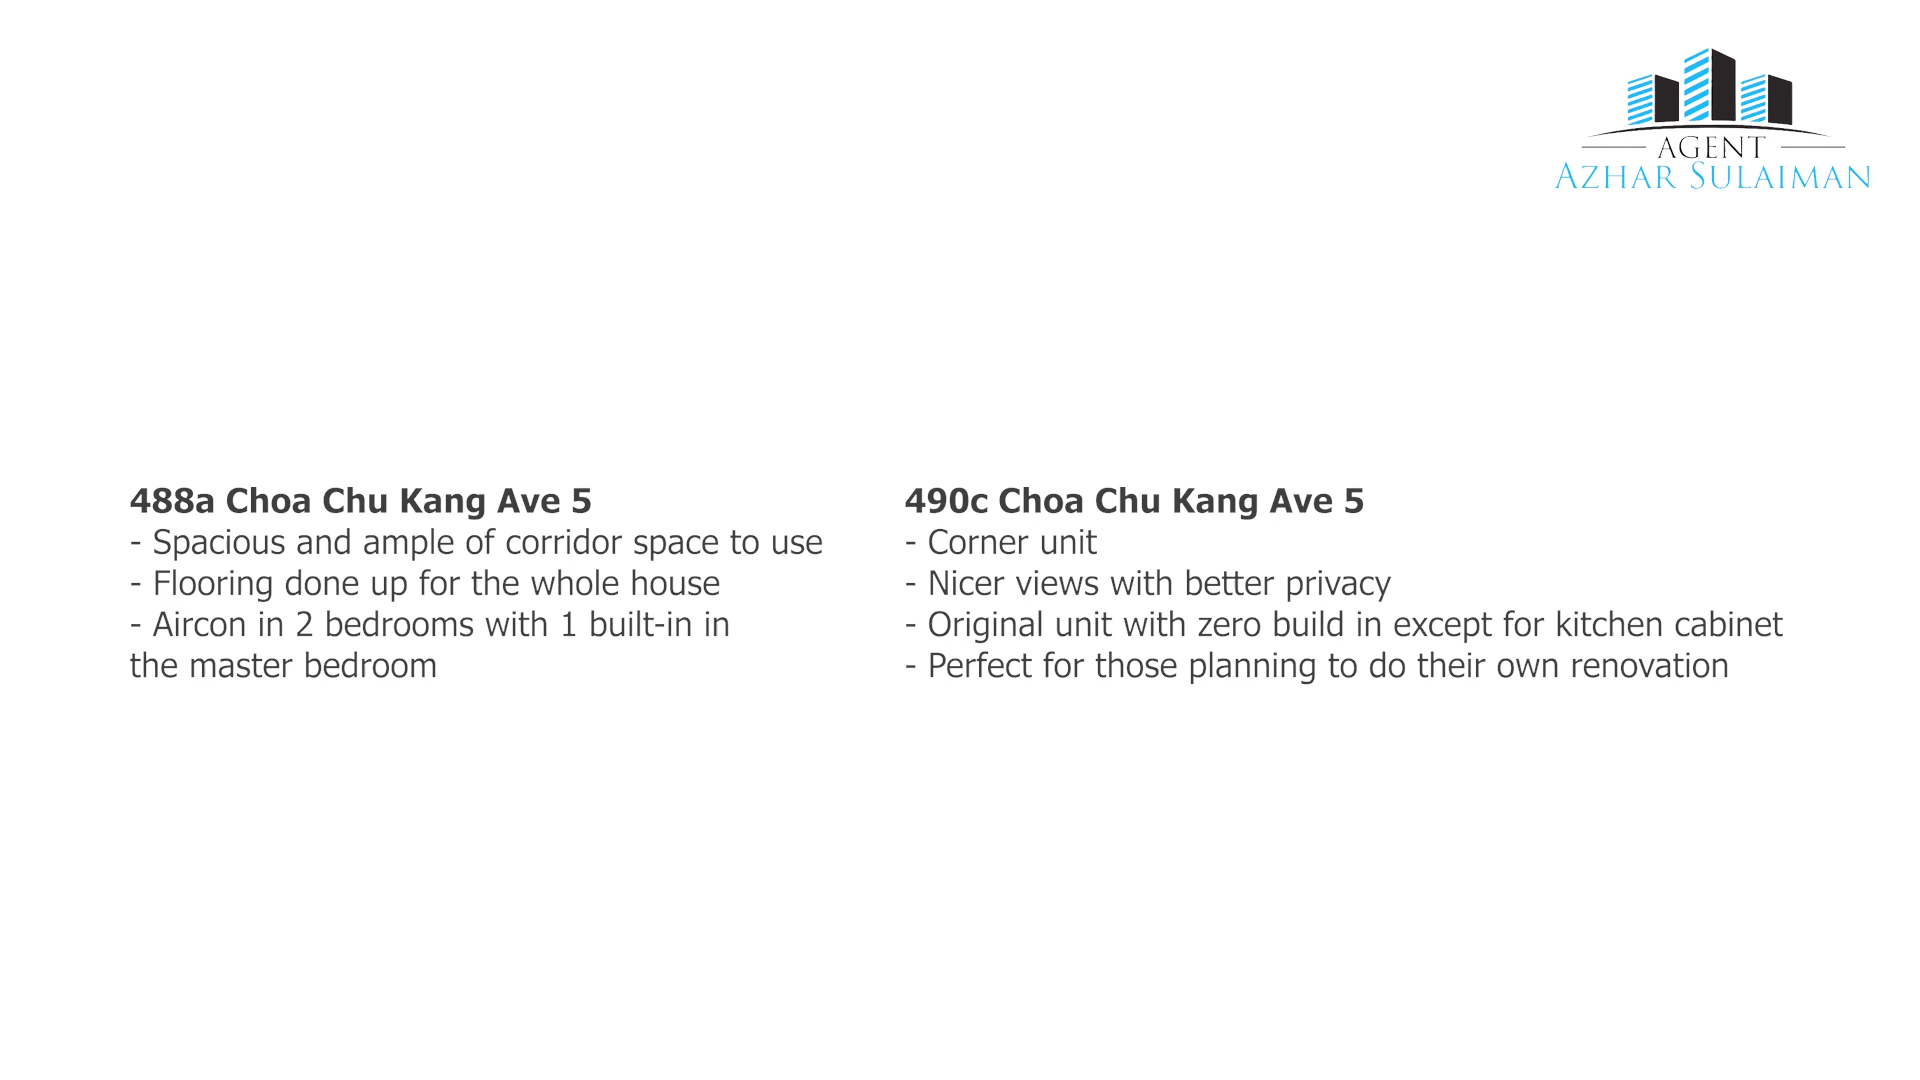 AGENT
AZHAR SULAIMAN
488a Choa Chu Kang Ave 5
- Spacious and ample of corridor space to use
- Flooring done up for the whole house
- Aircon in 2 bedrooms with 1 built-in in
the master bedroom
490c Choa Chu Kang Ave 5
- Corner unit
- Nicer views with better privacy
- Original unit with zero build in except for kitchen cabinet
- Perfect for those planning to do their own renovation